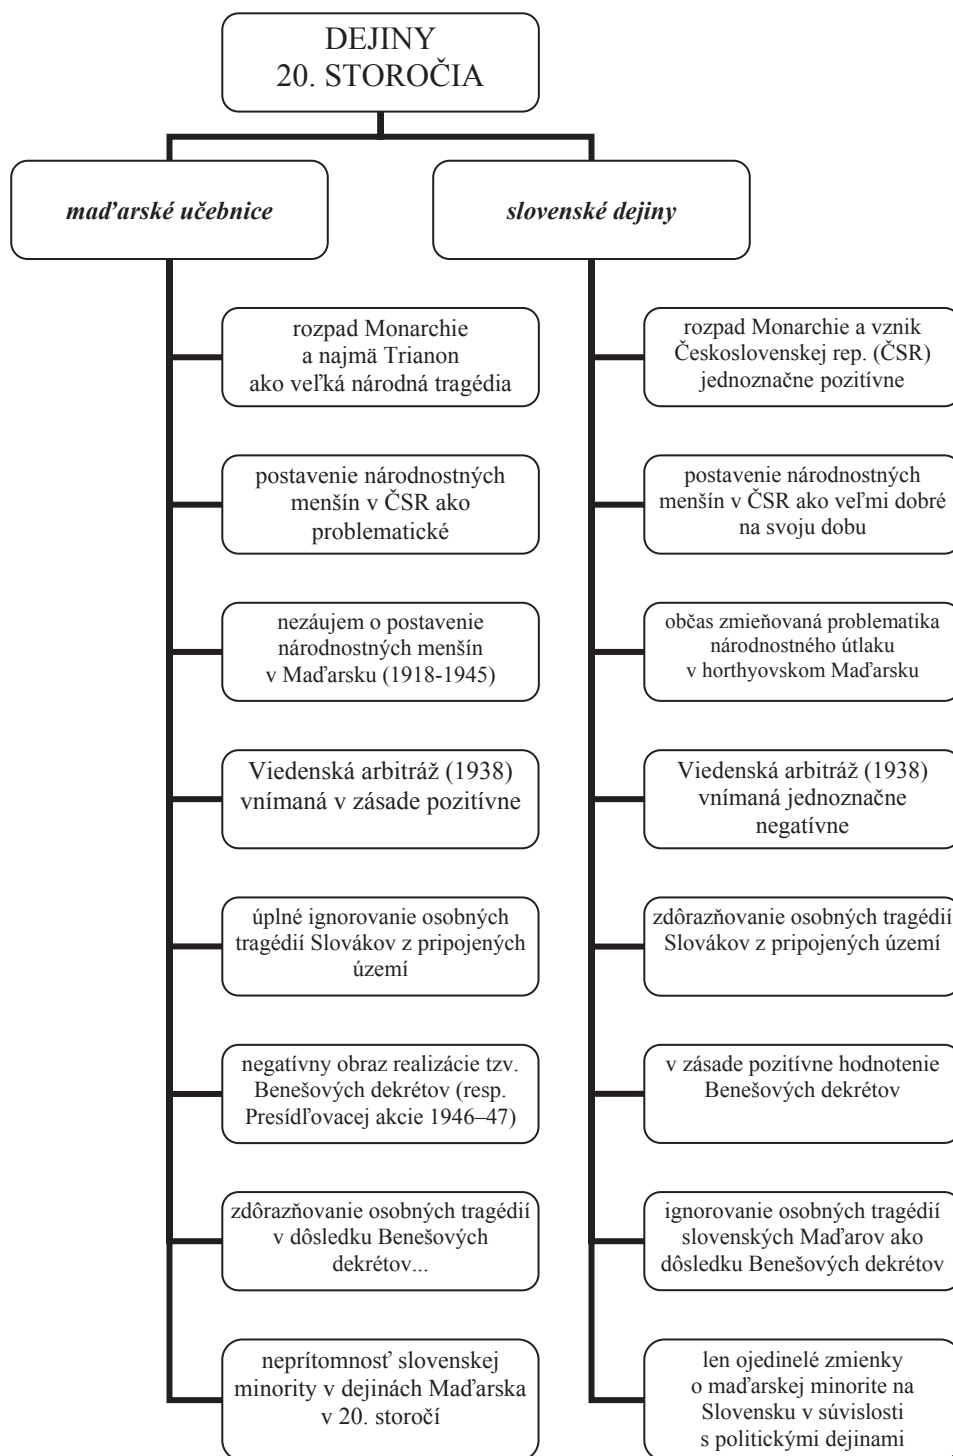 DEJINY
20. STOROČIA
maďarské učebnice
slovenské dejiny
rozpad Monarchie
a najmä Trianon
ako veľká národná tragédia
rozpad Monarchie a vznik
Československej rep. (ČSR)
jednoznačne pozitívne
postavenie národnostných
menšín v ČSR ako
problematické
postavenie národnostných
menšín v ČSR ako veľmi dobré
na svoju dobu
nezáujem o postavenie
národnostných menšín
v Maďarsku (1918-1945)
občas zmieňovaná problematika
národnostného útlaku
v horthyovskom Maďarsku
Viedenská arbitráž (1938)
vnímaná v zásade pozitívne
Viedenská arbitráž (1938)
vnímaná jednoznačne
negatívne
úplné ignorovanie osobných
tragédií Slovákov z pripojených
území
zdôrazňovanie osobných tragédií
Slovákov z pripojených území
negatívny obraz realizácie tzv.
Benešových dekrétov (resp.
Presídľovacej akcie 1946–47)
v zásade pozitívne hodnotenie
Benešových dekrétov
zdôrazňovanie osobných tragédií
v dôsledku Benešových
dekrétov...
ignorovanie osobných tragédií
slovenských Maďarov ako
dôsledku Benešových dekrétov
neprítomnosť slovenskej
minority v dejinách Maďarska
v 20. storočí
len ojedinelé zmienky
o maďarskej minorite na
Slovensku v súvislosti
s politickými dejinami